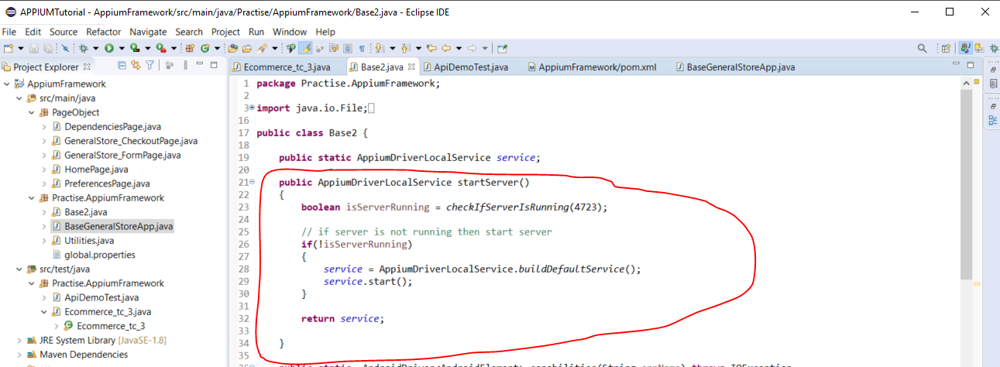 APPIUMTutorial - AppiumFramework/src/main/java/Practise/AppiumFramework/Base2.java - Eclipse IDE
File Edit Source Refactor Navigate Search Project Run Window Help
Project Explorer
Ecommerce_tc_3.java Base2.java ApiDemoTest.java AppiumFramework/pom.xml BaseGeneralStoreApp.java
AppiumFramework
src/main/java
PageObject
DependenciesPage.java
GeneralStore_CheckoutPage.java
GeneralStore_FormPage.java
HomePage.java
PreferencesPage.java
Practise.AppiumFramework
Base2.java
BaseGeneralStoreApp.java
Utilities.java
global.properties
src/test/java
Practise.AppiumFramework
ApiDemoTest.java
Ecommerce_tc_3.java
Ecommerce_tc_3
JRE System Library [JavaSE-1.8]
Maven Dependencies
1 package Practise.AppiumFramework;
2
3 import java.io.File;
16
17 public class Base2 {
18
19 public static AppiumDriverLocalService service;
20
21 public AppiumDriverLocalService startServer()
22 {
23 boolean isServerRunning = checkIfServerIsRunning(4723);
24
25 // if server is not running then start server
26 if(!isServerRunning)
27 {
28 service = AppiumDriverLocalService.buildDefaultService();
29 service.start();
30 }
31
32 return service;
33
34 }
35